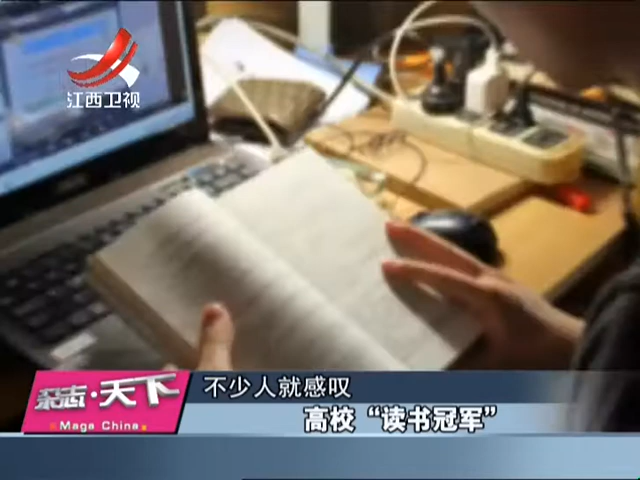 江西卫视
杂志·天下
Maga China
不少人就感叹
高校“读书冠军”